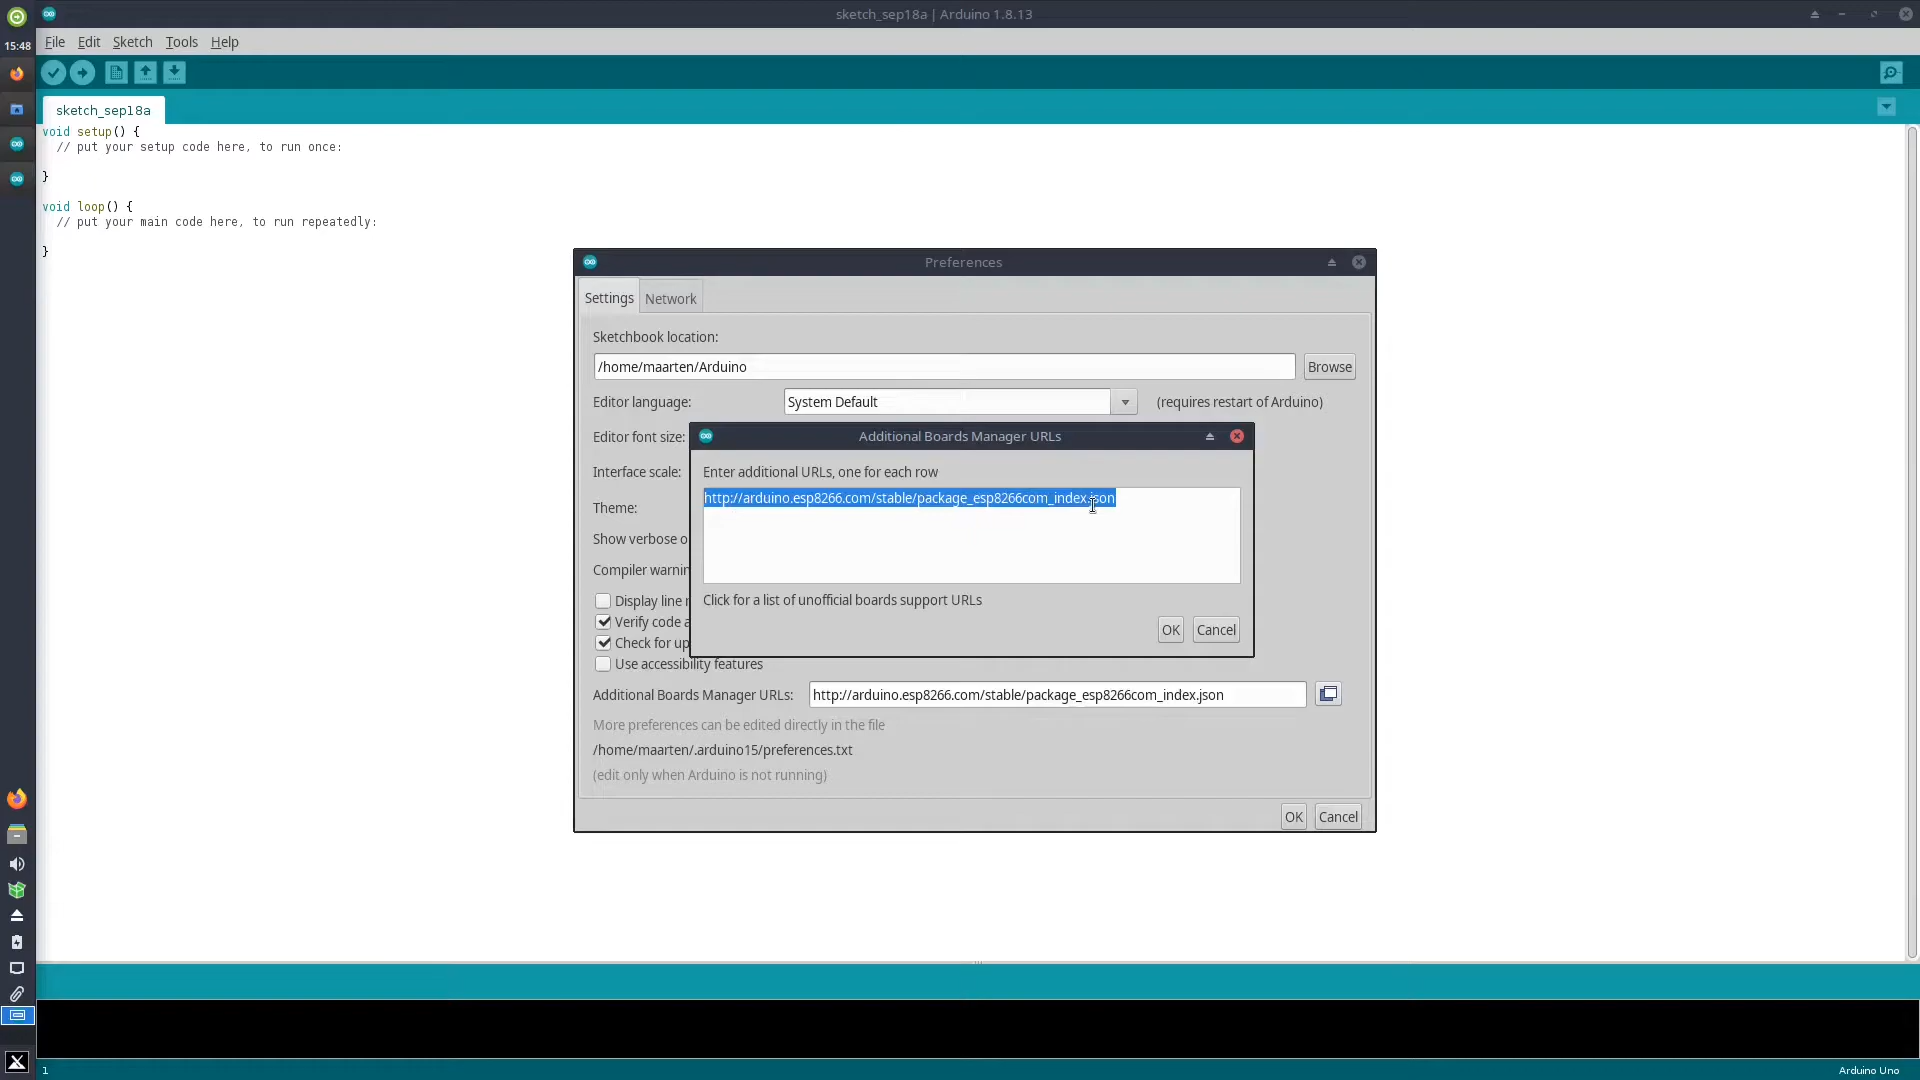 sketch_sep18a | Arduino 1.8.13
15:48
File Edit Sketch Tools Help
sketch_sep18a
void setup() {
// put your setup code here, to run once:
}
void loop() {
// put your main code here, to run repeatedly:
}
Preferences
Settings Network
Sketchbook location:
/home/maarten/Arduino Browse
Editor language: System Default (requires restart of Arduino)
Editor font size:
Interface scale:
Theme:
Show verbose o
Compiler warnin
Display line
Verify code a
Check for up
Use accessibility features
Additional Boards Manager URLs
Enter additional URLs, one for each row
http://arduino.esp8266.com/stable/package_esp8266com_index.json
Click for a list of unofficial boards support URLs
OK Cancel
Additional Boards Manager URLs: http://arduino.esp8266.com/stable/package_esp8266com_index.json
More preferences can be edited directly in the file
/home/maarten/.arduino15/preferences.txt
(edit only when Arduino is not running)
OK Cancel
1 Arduino Uno